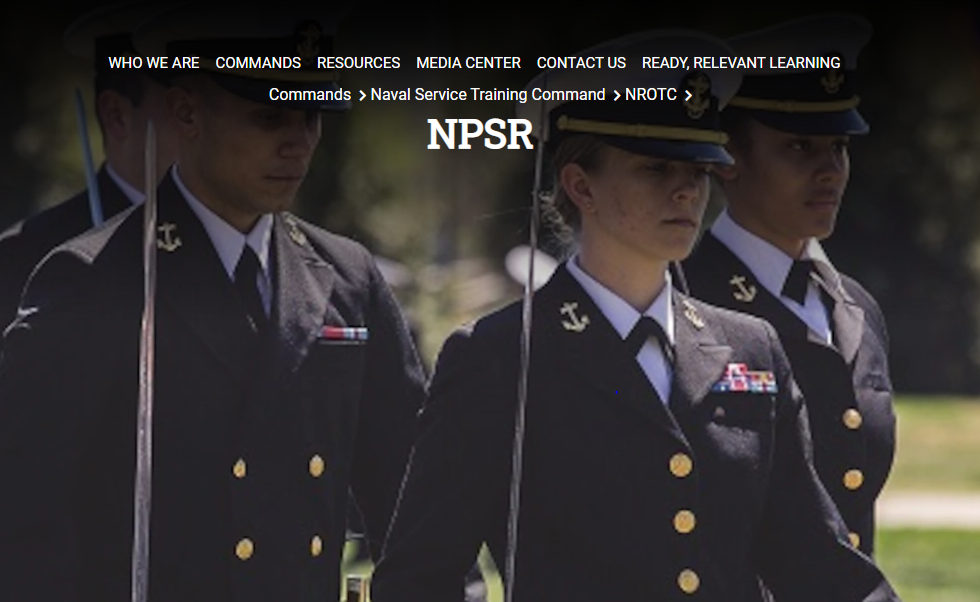 WHO WE ARE COMMANDS RESOURCES MEDIA CENTER CONTACT US READY, RELEVANT LEARNING
Commands > Naval Service Training Command > NROTC >
NPSR